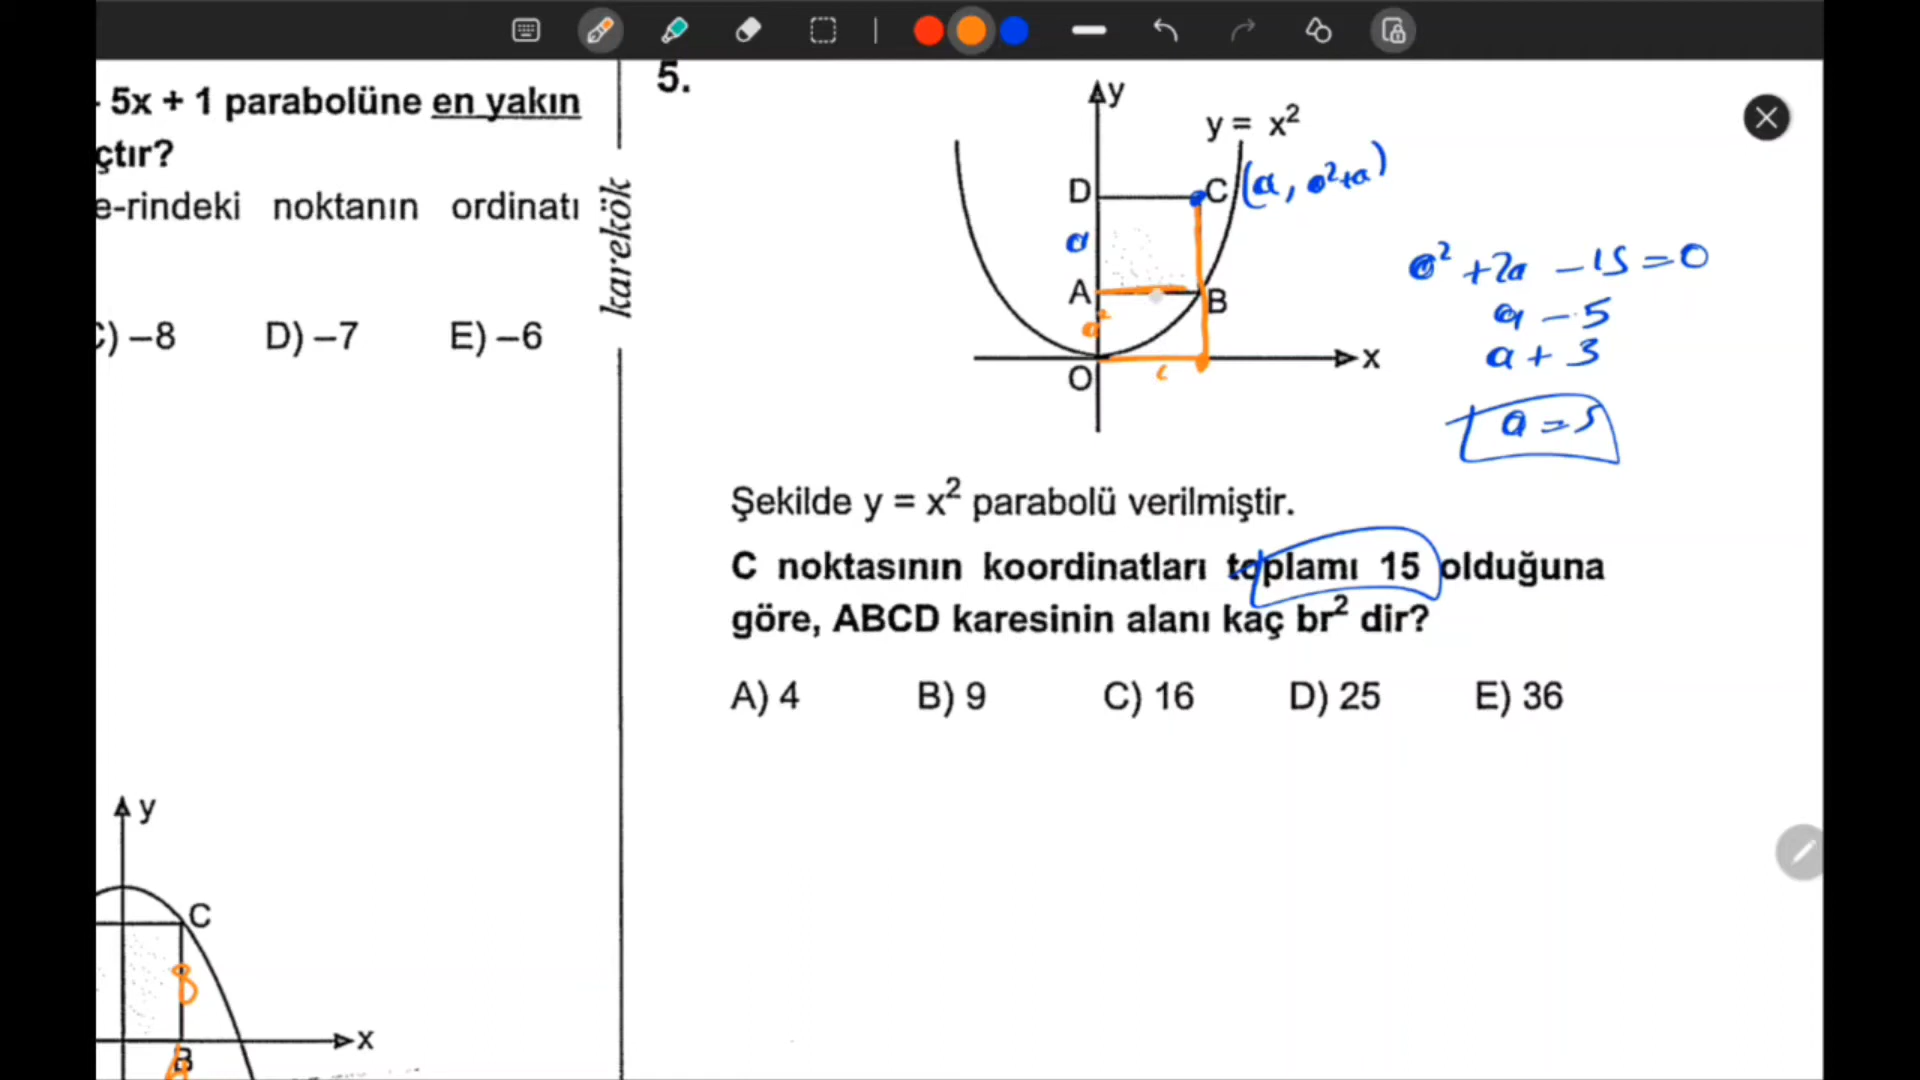 - 5x + 1 parabolüne en yakın
çtır?
e-rindeki noktanın ordinatı
C) –8 D) –7 E) –6
y
C
8
x
B
karekök
5.
y
y = x²
D
C (a, a²+a)
a
A
B
a²
O
x
a² + 2a – 15 = 0
a – 5
a + 3
a = 5
Şekilde y = x² parabolü verilmiştir.
C noktasının koordinatları toplamı 15 olduğuna
göre, ABCD karesinin alanı kaç br² dir?
A) 4 B) 9 C) 16 D) 25 E) 36